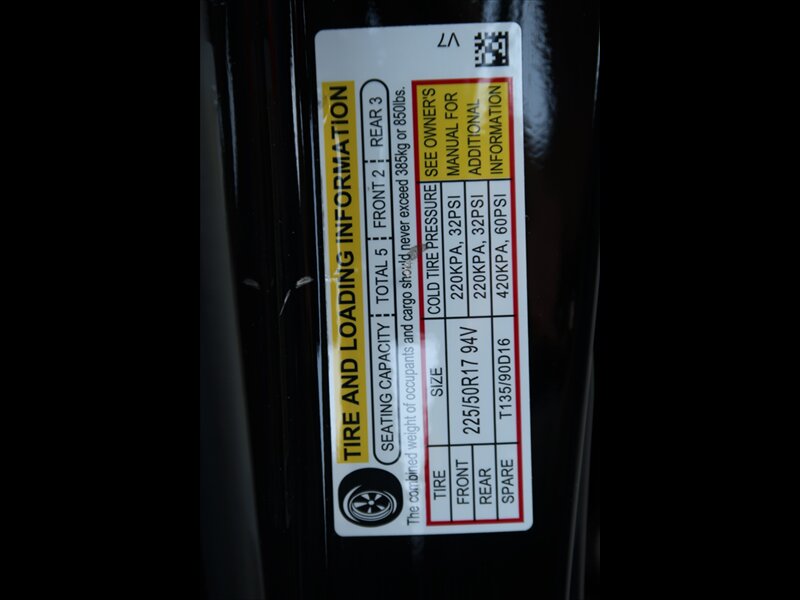 TIRE AND LOADING INFORMATION
SEATING CAPACITY TOTAL 5 FRONT 2 REAR 3
The combined weight of occupants and cargo should never exceed 385kg or 850lbs.
TIRE SIZE COLD TIRE PRESSURE SEE OWNER'S
FRONT 225/50R17 94V 220KPA, 32PSI MANUAL FOR
REAR 220KPA, 32PSI ADDITIONAL
SPARE T135/90D16 420KPA, 60PSI INFORMATION
V7